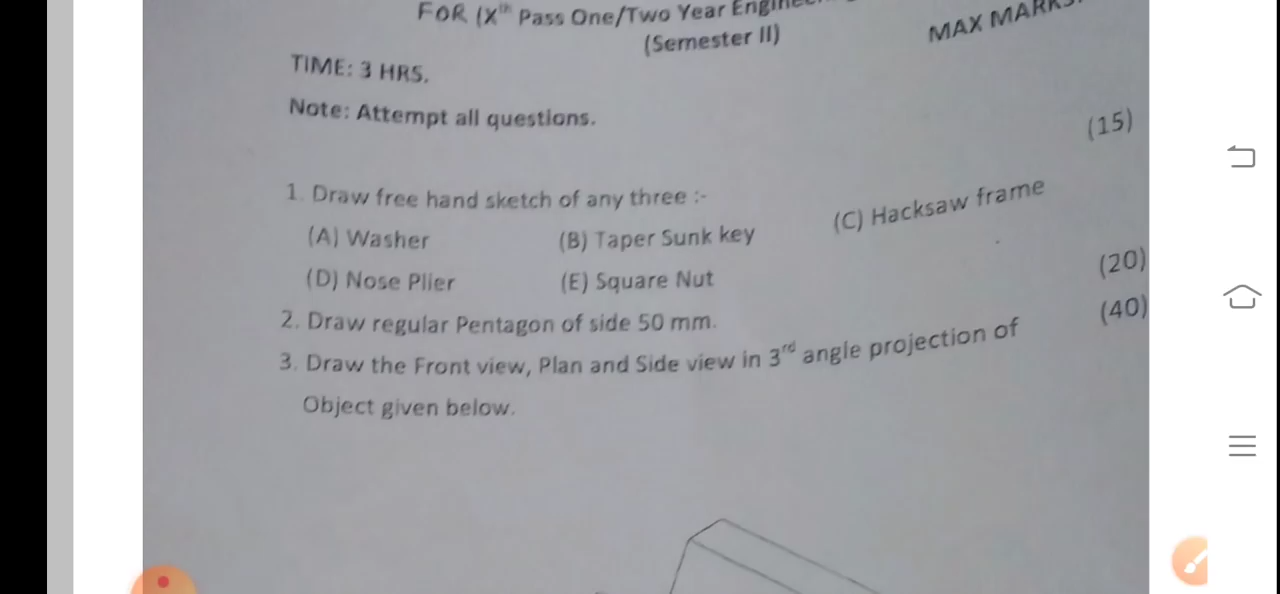 FOR (Xth Pass One/Two Year
(Semester II)
MAX
TIME: 3 HRS.
Note: Attempt all questions.
(15)
1. Draw free hand sketch of any three :-
(A) Washer (B) Taper Sunk key (C) Hacksaw frame
(D) Nose Plier (E) Square Nut
(20)
2. Draw regular Pentagon of side 50 mm.
(40)
3. Draw the Front view, Plan and Side view in 3rd angle projection of
Object given below.